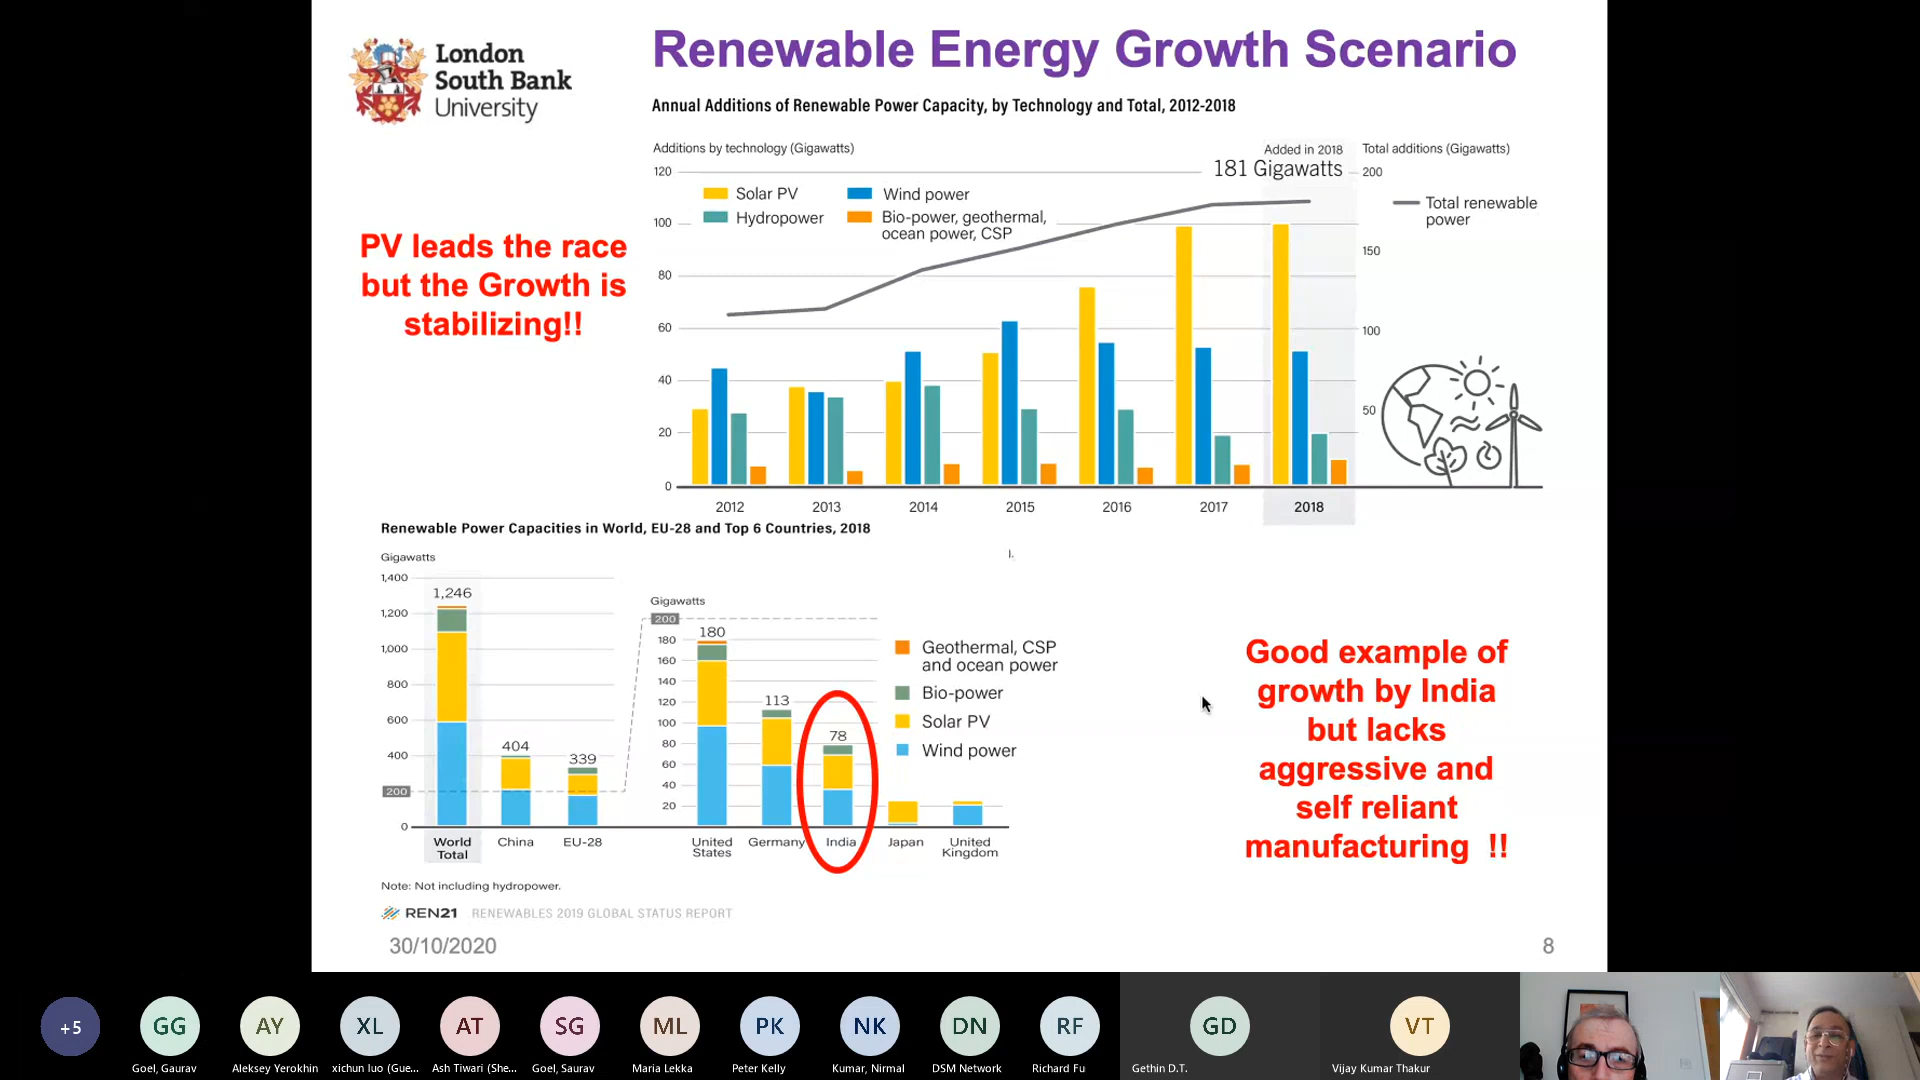 London
South Bank
University
Renewable Energy Growth Scenario
Annual Additions of Renewable Power Capacity, by Technology and Total, 2012-2018
PV leads the race
but the Growth is
stabilizing!!
Additions by technology (Gigawatts)
Added in 2018
181 Gigawatts
Total additions (Gigawatts)
120
100
80
60
40
20
0
200
150
100
50
Solar PV
Wind power
Hydropower
Bio-power, geothermal,
ocean power, CSP
Total renewable
power
2012 2013 2014 2015 2016 2017 2018
Renewable Power Capacities in World, EU-28 and Top 6 Countries, 2018
Gigawatts
1,400
1,200
1,000
800
600
400
200
0
1,246
404
339
World
Total
China
EU-28
Gigawatts
200
180
160
140
120
100
80
60
40
20
180
113
78
United
States
Germany
India
Japan
United
Kingdom
Geothermal, CSP
and ocean power
Bio-power
Solar PV
Wind power
Good example of
growth by India
but lacks
aggressive and
self reliant
manufacturing !!
Note: Not including hydropower.
REN21 RENEWABLES 2019 GLOBAL STATUS REPORT
30/10/2020
8
+5
GG
AY
XL
AT
SG
ML
PK
NK
DN
RF
GD
VT
Goel, Gaurav
Aleksey Yerokhin
xichun luo (Gue...
Ash Tiwari (She...
Goel, Saurav
Maria Lekka
Peter Kelly
Kumar, Nirmal
DSM Network
Richard Fu
Gethin D.T.
Vijay Kumar Thakur